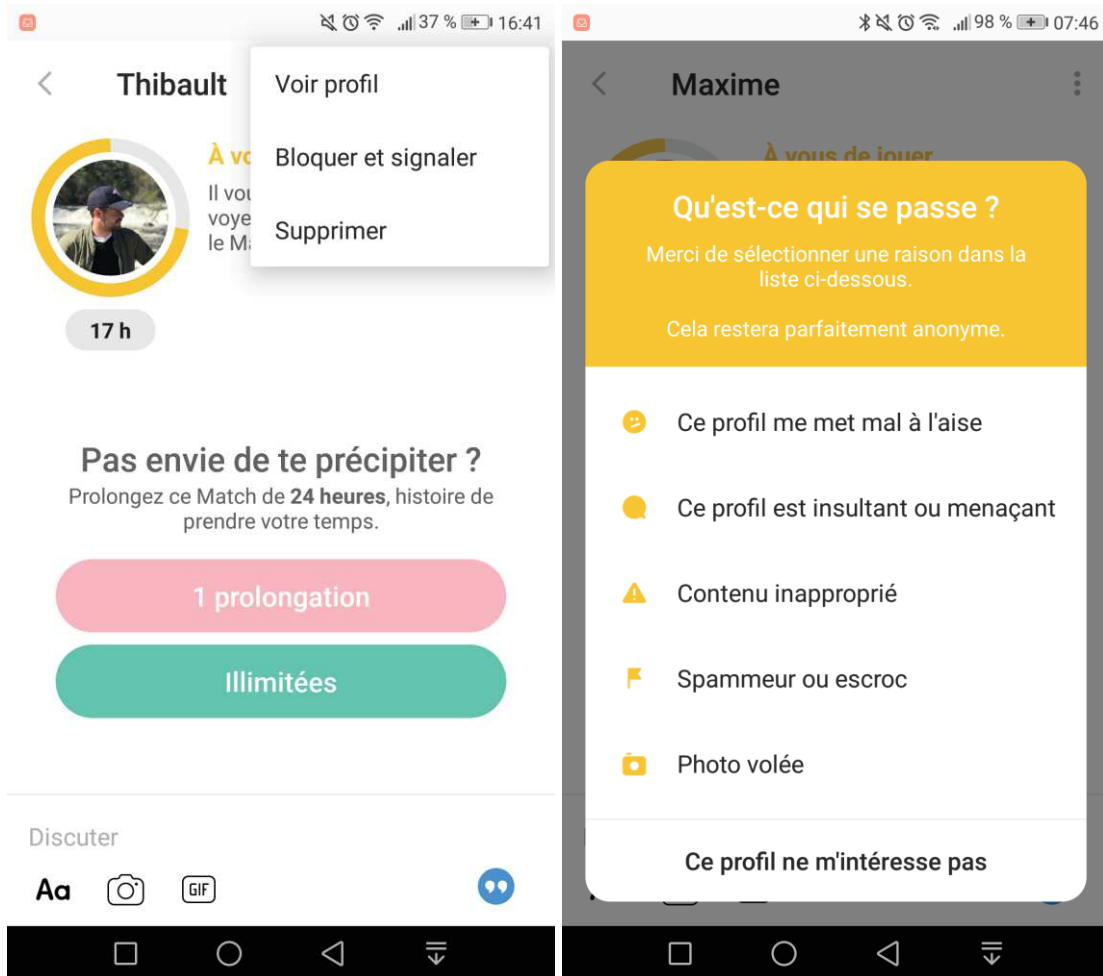 37 % 16:41
Thibault
Voir profil
Bloquer et signaler
Supprimer
À
Il
le
17 h
Pas envie de te précipiter ?
Prolongez ce Match de 24 heures, histoire de
prendre votre temps.
1 prolongation
Illimitées
Discuter
Aa
GIF
98 % 07:46
Maxime
À vous de jouer
Qu'est-ce qui se passe ?
Merci de sélectionner une raison dans la
liste ci-dessous.
Cela restera parfaitement anonyme.
Ce profil me met mal à l'aise
Ce profil est insultant ou menaçant
Contenu inapproprié
Spammeur ou escroc
Photo volée
Ce profil ne m'intéresse pas